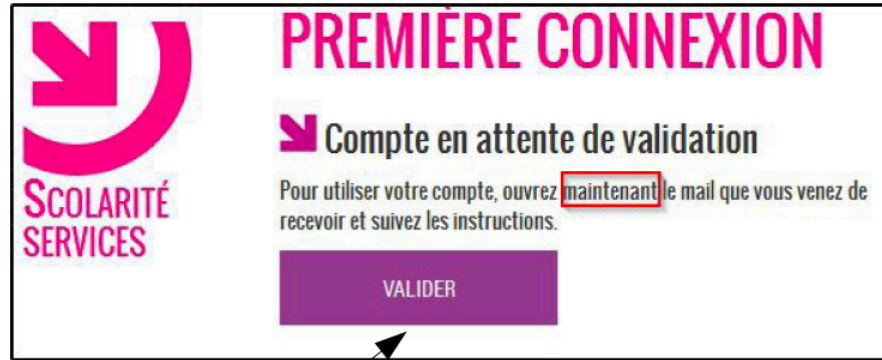 PREMIÈRE CONNEXION
Compte en attente de validation
Pour utiliser votre compte, ouvrez maintenant le mail que vous venez de
recevoir et suivez les instructions.
VALIDER
SCOLARITÉ
SERVICES